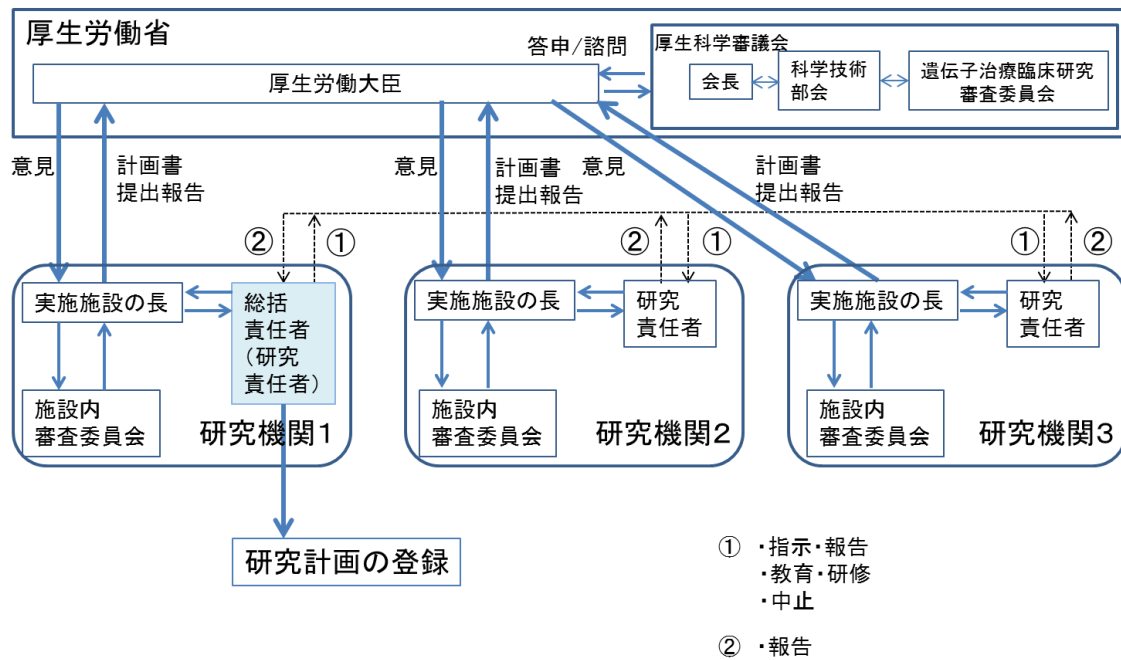 厚生労働省
答申/諮問
厚生科学審議会
厚生労働大臣
会長
科学技術
部会
遺伝子治療臨床研究
審査委員会
意見
計画書
提出報告
意見
計画書
提出報告
意見
計画書
提出報告
②
①
②
①
①
②
実施施設の長
総括
責任者
(研究
責任者)
施設内
審査委員会
研究機関1
実施施設の長
研究
責任者
施設内
審査委員会
研究機関2
実施施設の長
研究
責任者
施設内
審査委員会
研究機関3
研究計画の登録
① ・指示・報告
・教育・研修
・中止
② ・報告